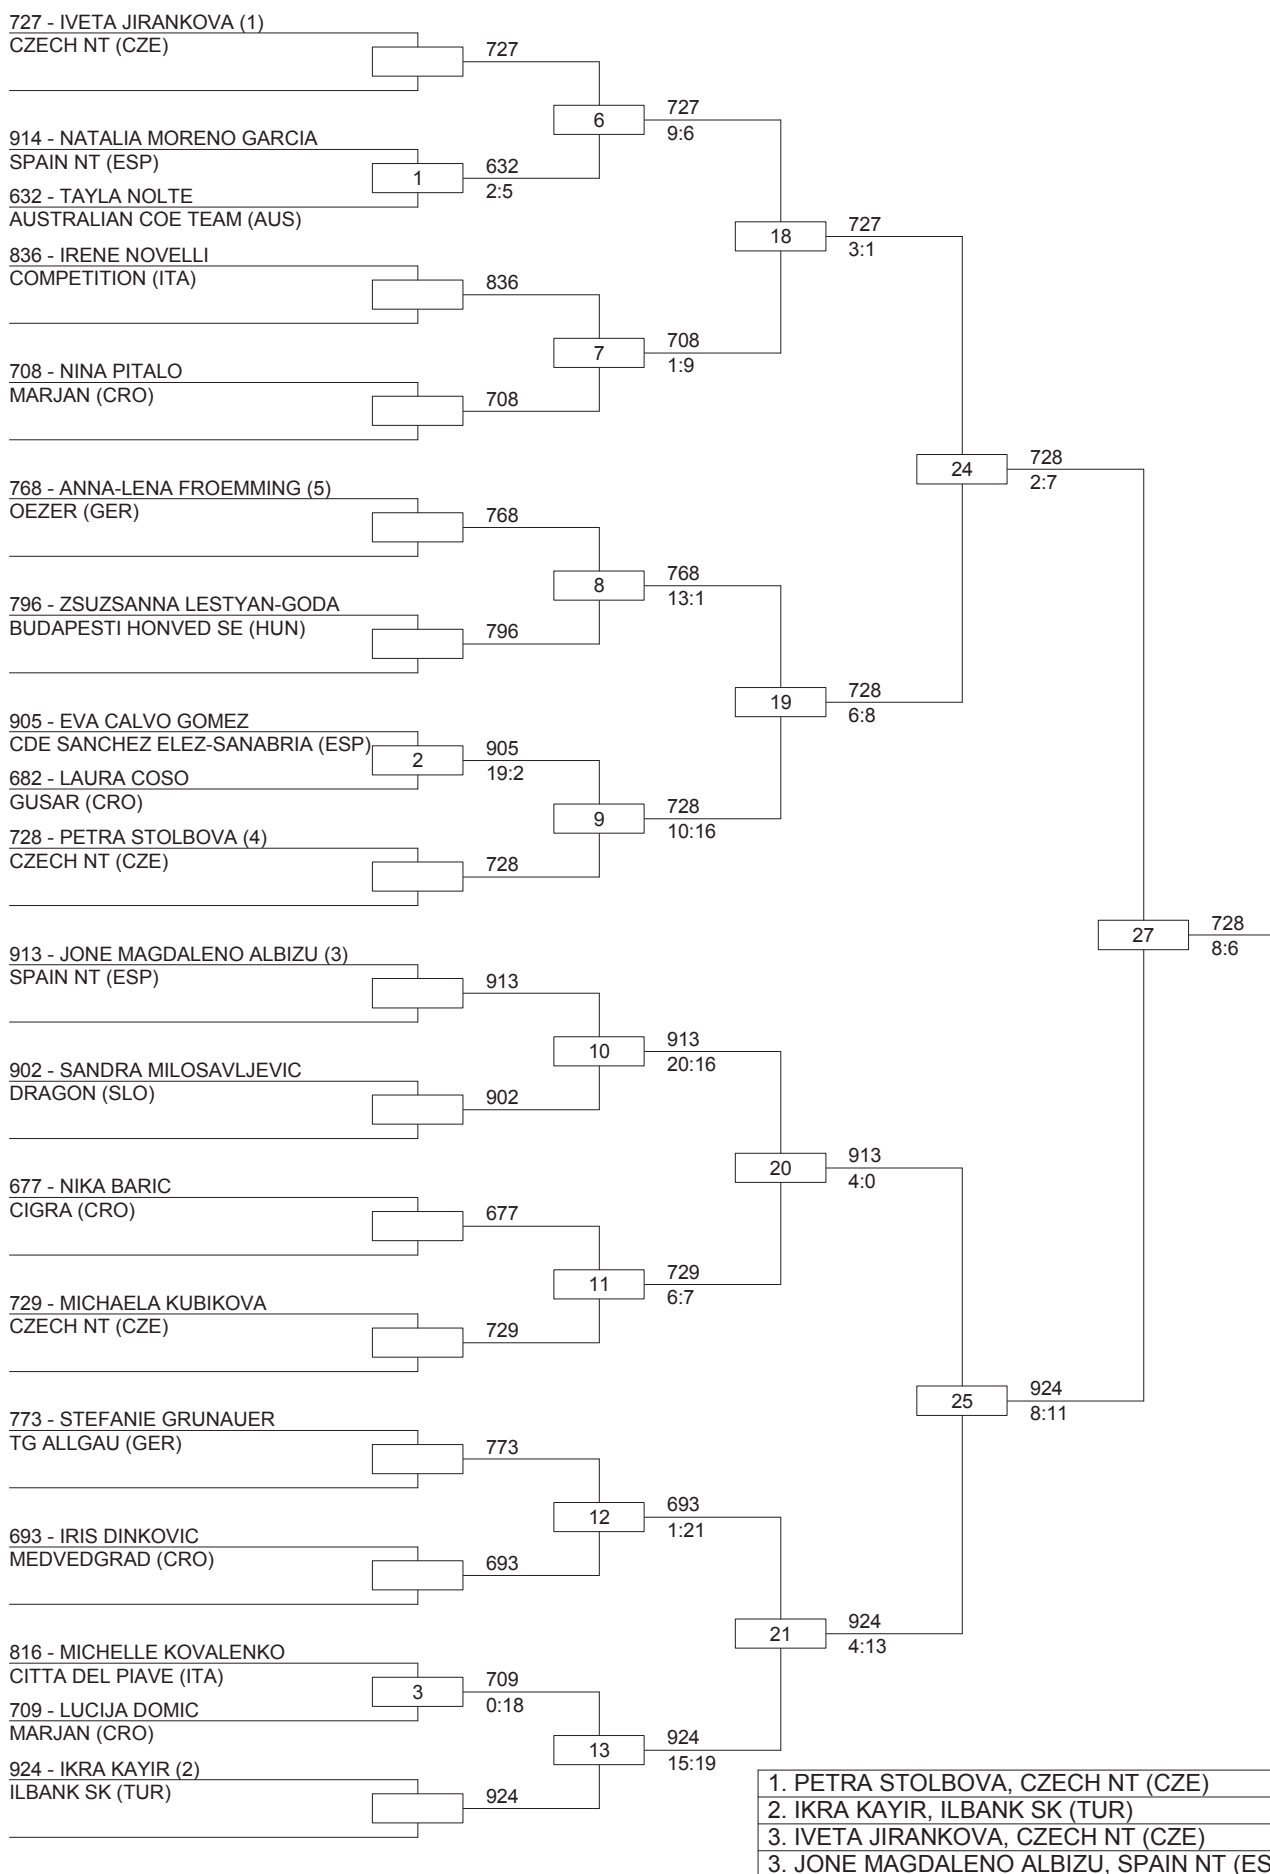 727 - IVETA JIRANKOVA (1)
CZECH NT (CZE)
727
6
727
9:6
914 - NATALIA MORENO GARCIA
SPAIN NT (ESP)
1
632
2:5
632 - TAYLA NOLTE
AUSTRALIAN COE TEAM (AUS)
18
727
3:1
836 - IRENE NOVELLI
COMPETITION (ITA)
836
7
708
1:9
708 - NINA PITALO
MARJAN (CRO)
708
24
728
2:7
768 - ANNA-LENA FROEMMING (5)
OEZER (GER)
768
8
768
13:1
796 - ZSUZSANNA LESTYAN-GODA
BUDAPESTI HONVED SE (HUN)
796
19
728
6:8
905 - EVA CALVO GOMEZ
CDE SANCHEZ ELEZ-SANABRIA (ESP)
2
905
19:2
682 - LAURA COSO
GUSAR (CRO)
9
728
10:16
728 - PETRA STOLBOVA (4)
CZECH NT (CZE)
728
27
728
8:6
913 - JONE MAGDALENO ALBIZU (3)
SPAIN NT (ESP)
913
10
913
20:16
902 - SANDRA MILOSAVLJEVIC
DRAGON (SLO)
902
20
913
4:0
677 - NIKA BARIC
CIGRA (CRO)
677
11
729
6:7
729 - MICHAELA KUBIKOVA
CZECH NT (CZE)
729
25
924
8:11
773 - STEFANIE GRUNAUER
TG ALLGAU (GER)
773
12
693
1:21
693 - IRIS DINKOVIC
MEDVEDGRAD (CRO)
693
21
924
4:13
816 - MICHELLE KOVALENKO
CITTA DEL PIAVE (ITA)
3
709
0:18
709 - LUCIJA DOMIC
MARJAN (CRO)
13
924
15:19
924 - IKRA KAYIR (2)
ILBANK SK (TUR)
924
1. PETRA STOLBOVA, CZECH NT (CZE)
2. IKRA KAYIR, ILBANK SK (TUR)
3. IVETA JIRANKOVA, CZECH NT (CZE)
3. JONE MAGDALENO ALBIZU, SPAIN NT (ES